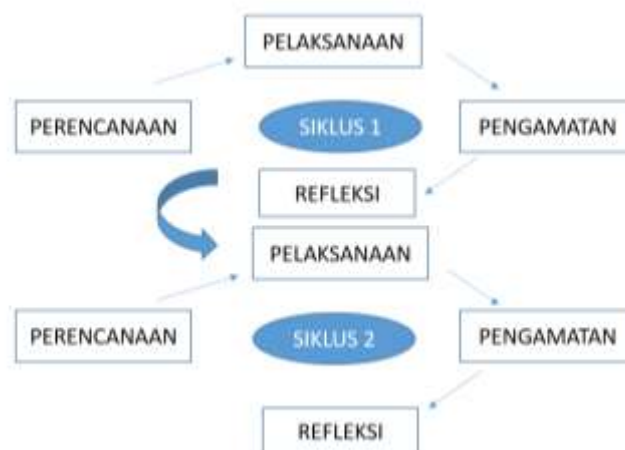 PELAKSANAAN
PERENCANAAN
SIKLUS 1
PENGAMATAN
REFLEKSI
PELAKSANAAN
PERENCANAAN
SIKLUS 2
PENGAMATAN
REFLEKSI